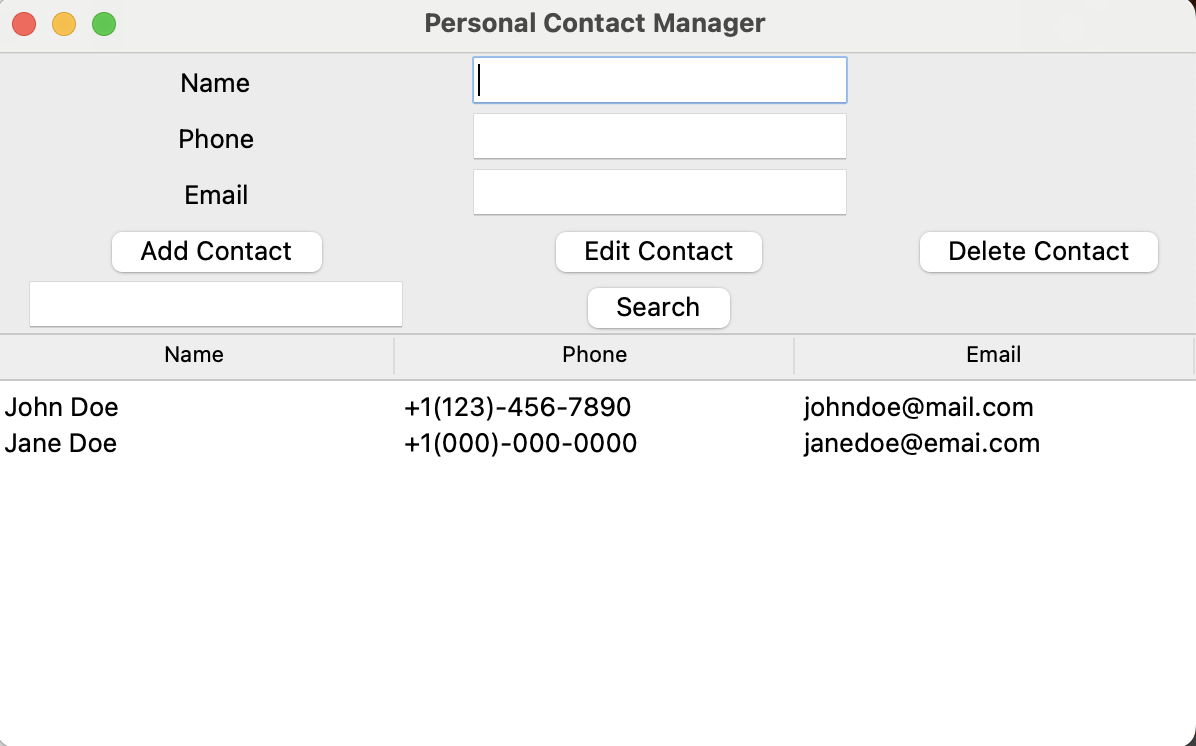 Personal Contact Manager
Name
Phone
Email
Add Contact Edit Contact Delete Contact
Search
Name Phone Email
John Doe +1(123)-456-7890 johndoe@mail.com
Jane Doe +1(000)-000-0000 janedoe@emai.com